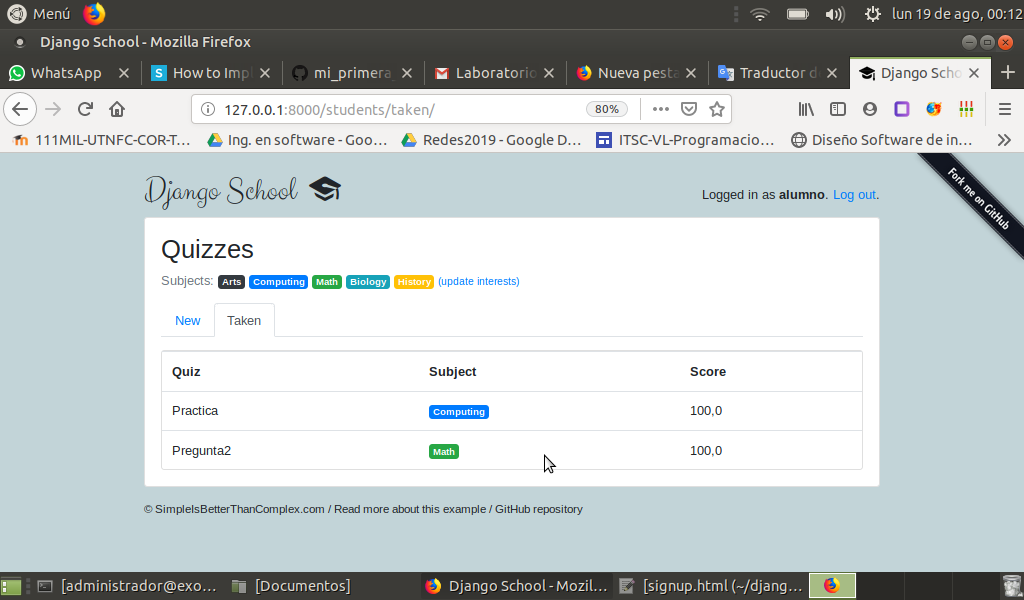 Menú lun 19 de ago, 00:12
Django School - Mozilla Firefox
WhatsApp How to Imp mi_primera Laboratorio Nueva pesta Traductor d Django Scho
127.0.0.1:8000/students/taken/ 80%
111MIL-UTNFC-COR-T... Ing. en software - Goo... Redes2019 - Google D... ITSC-VL-Programacio... Diseño Software de in...
Django School Logged in as alumno. Log out.
Fork me on GitHub
Quizzes
Subjects: Arts Computing Math Biology History (update interests)
New Taken
Quiz Subject Score
Practica Computing 100,0
Pregunta2 Math 100,0
© SimpleIsBetterThanComplex.com / Read more about this example / GitHub repository
[administrador@exo... [Documentos] Django School - Mozil... [signup.html (~/djang...